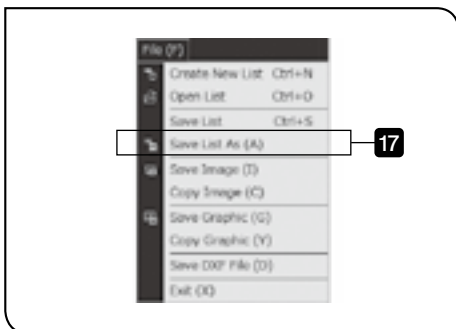 File (F)
Create New List Ctrl+N
Open List Ctrl+O
Save List Ctrl+S
Save List As (A)
17
Save Image (I)
Copy Image (C)
Save Graphic (G)
Copy Graphic (Y)
Save DXF File (D)
Exit (X)